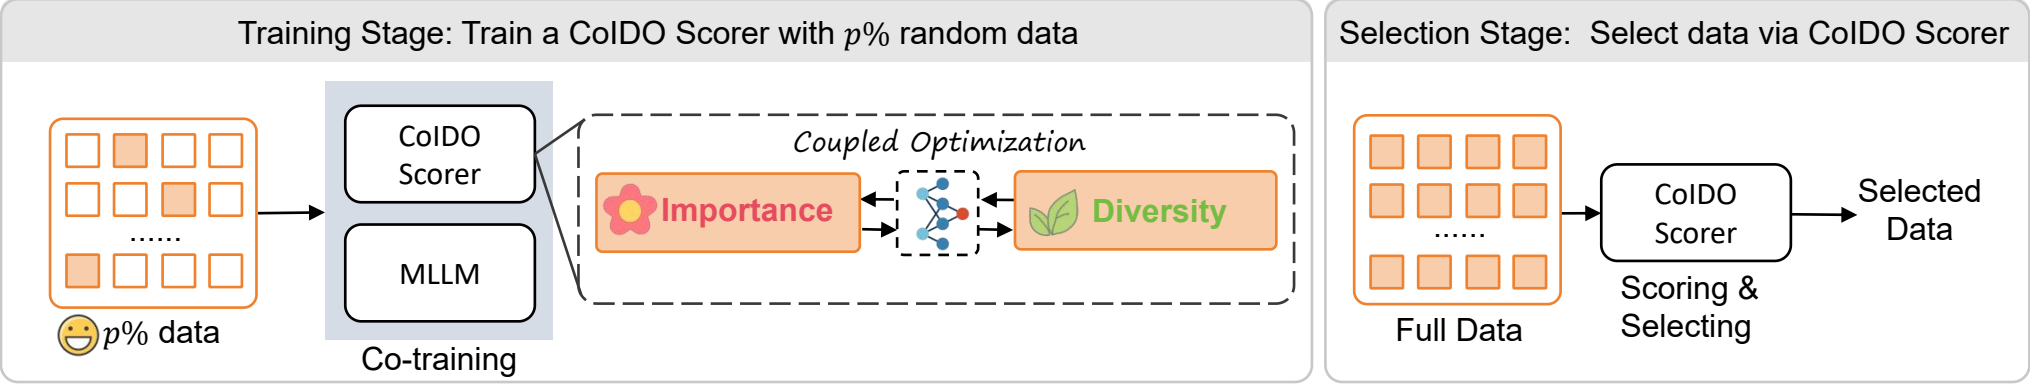 Training Stage: Train a CoIDO Scorer with p% random data
CoIDO
Scorer
MLLM
Co-training
......
p% data
Coupled Optimization
Importance
Diversity
Selection Stage: Select data via CoIDO Scorer
......
Full Data
CoIDO
Scorer
Scoring &
Selecting
Selected
Data